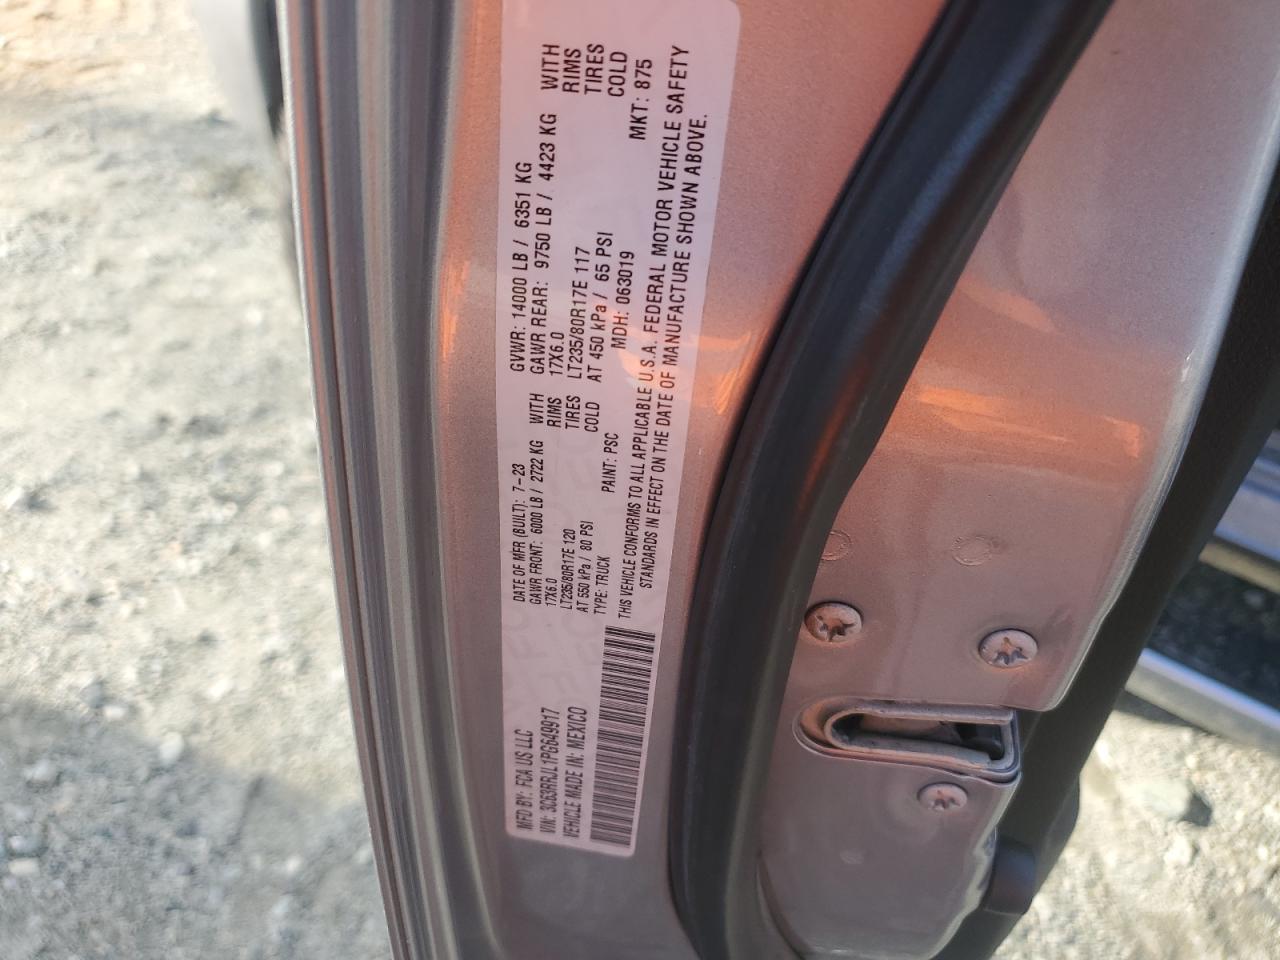 MFD BY: FCA US LLC DATE OF MFR (BUILT): 7-23 GVWR: 14000 LB / 6351 KG
VIN: 3C63RRJL1PG649917 GAWR FRONT: 6000 LB / 2722 KG WITH GAWR REAR: 9750 LB / 4423 KG WITH
VEHICLE MADE IN: MEXICO 17X6.0 RIMS 17X6.0 RIMS
LT235/80R17E 120 TIRES LT235/80R17E 117 TIRES
AT 550 kPa / 80 PSI COLD AT 450 kPa / 65 PSI COLD
TYPE: TRUCK PAINT: PSC MDH: 063019 MKT: 875
THIS VEHICLE CONFORMS TO ALL APPLICABLE U.S.A. FEDERAL MOTOR VEHICLE SAFETY
STANDARDS IN EFFECT ON THE DATE OF MANUFACTURE SHOWN ABOVE.